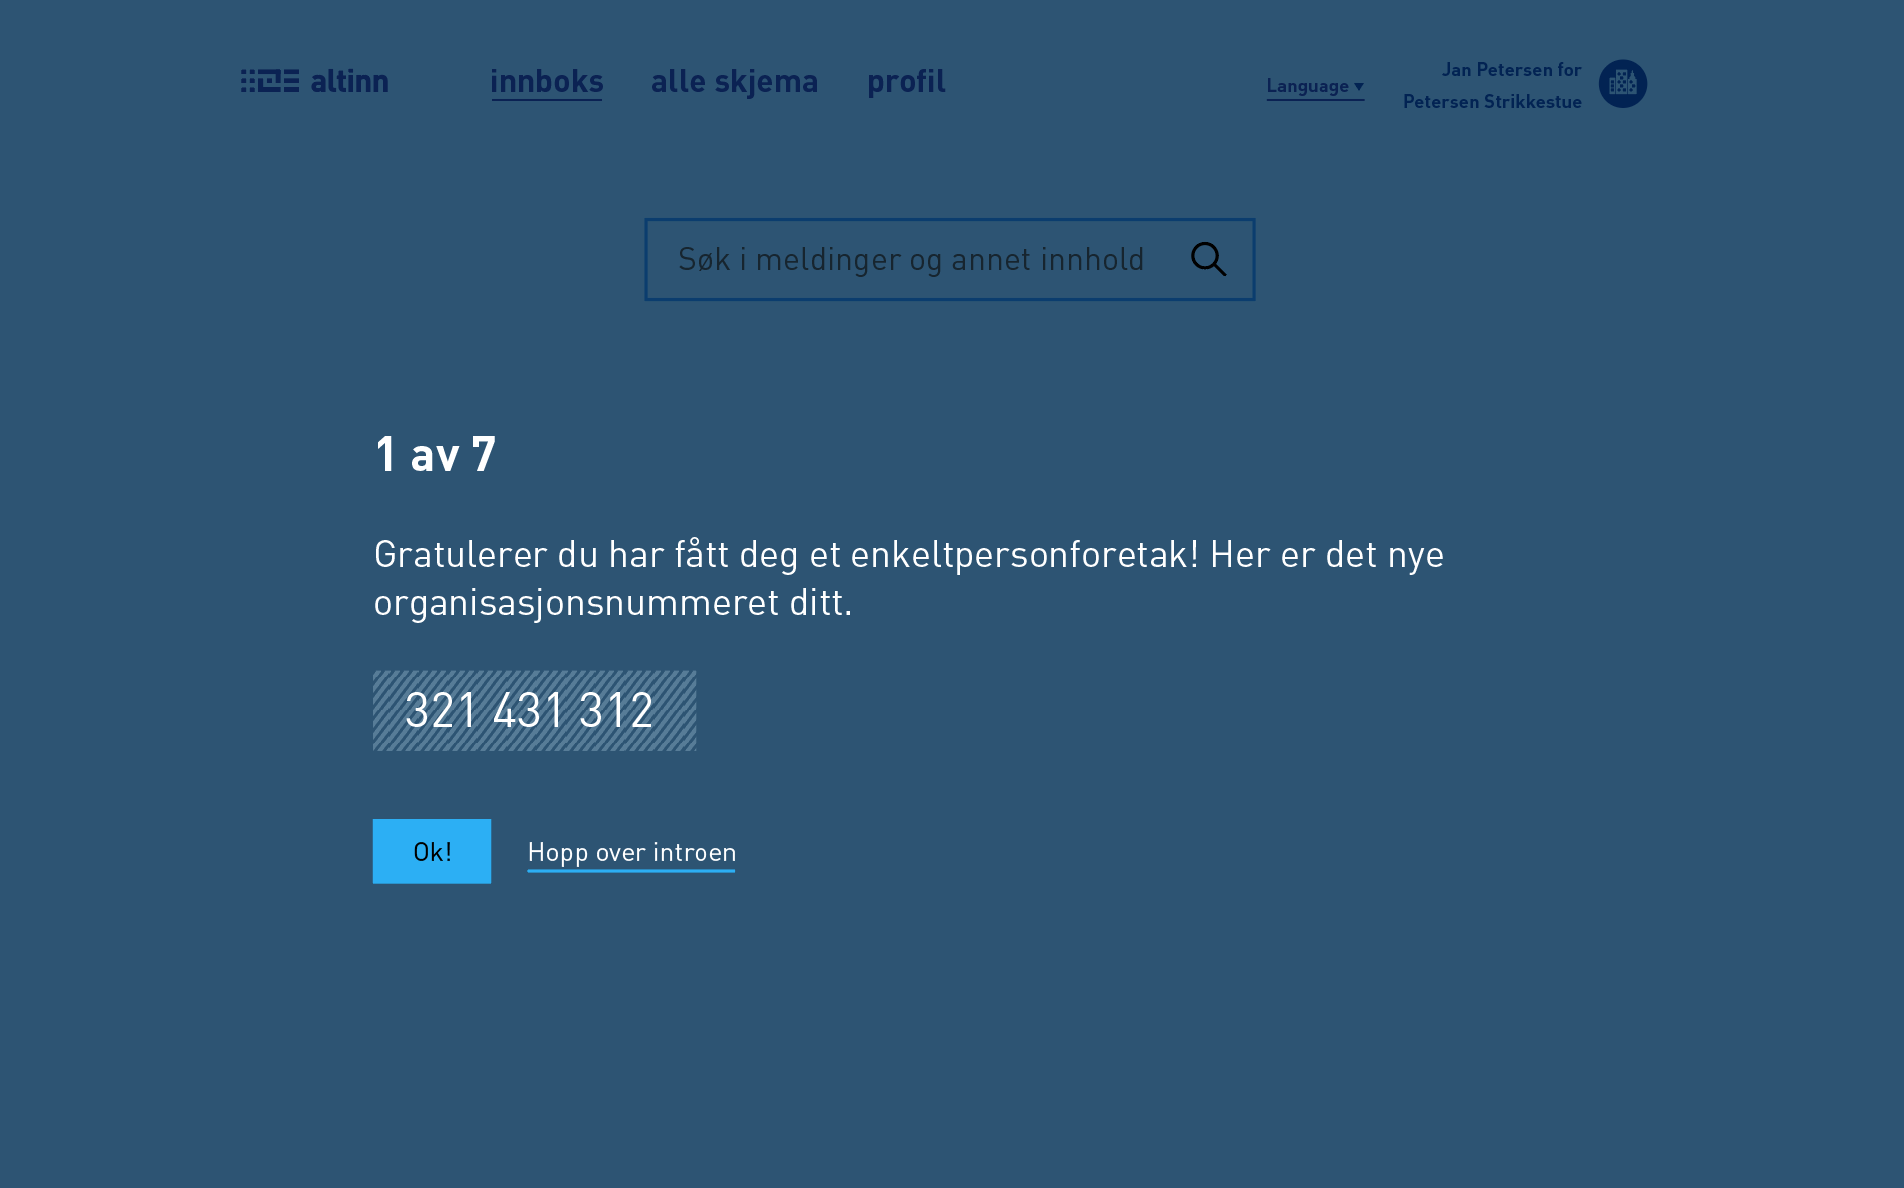 altinn
innboks
alle skjema
profil
Language
Jan Petersen for
Petersen Strikkestue
Søk i meldinger og annet innhold
1 av 7
Gratulerer du har fått deg et enkeltpersonforetak! Her er det nye
organisasjonsnummeret ditt.
321 431 312
Ok!
Hopp over introen